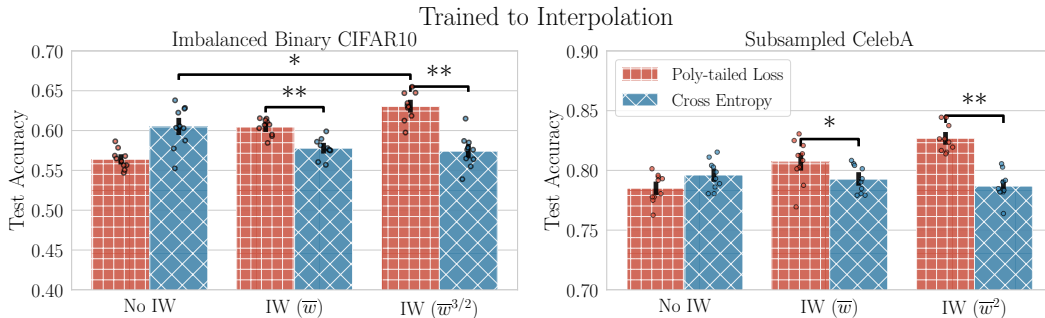 Trained to Interpolation
Imbalanced Binary CIFAR10
Test Accuracy
0.70
0.65
0.60
0.55
0.50
0.45
0.40
*
**
**
No IW
IW (w̅)
IW (w̅^{3/2})
Subsampled CelebA
Test Accuracy
0.90
0.85
0.80
0.75
0.70
Poly-tailed Loss
Cross Entropy
*
**
No IW
IW (w̅)
IW (w̅²)